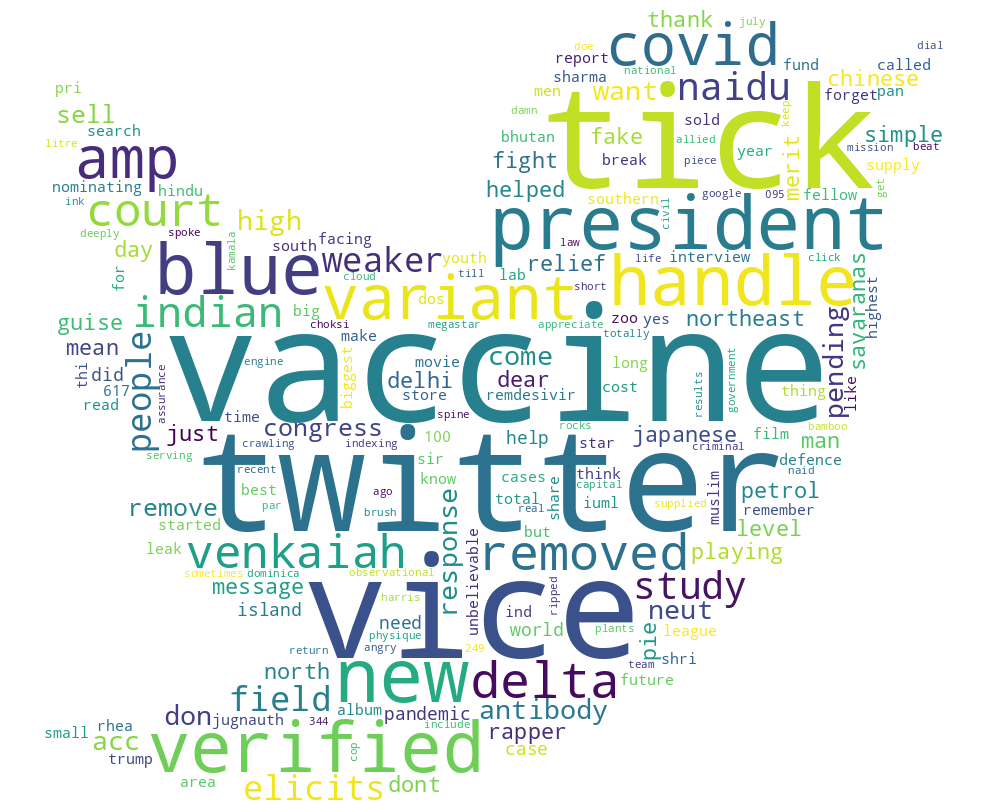 thank
july
covid
doe
dial
report
national
fund
called
pri
sharma
chinese
men
want
naidu
forget
pan
sell
damn
tick
sold
keep
search
bhutan
fake
allied
simple
litre
amp
fight
break
piece
year
merit
mission
beat
supply
nominating
hindu
helped
google
095
fellow
get
ink
court
high
southern
civil
president
deeply
spoke
kamala
south
facing
law
day
for
blue
weaker
youth
relief
life
interview
click
savaranas
highest
cloud
till
lab
short
handle
variant
dos
zoo
yes
northeast
pending
indian
big
guise
choksi
megastar
appreciate
totally
people
mean
engine
make
vaccine
movie
come
long
like
thi
did
assurance
biggest
delhi
dear
cost
results
government
thing
617
store
remdesivir
read
time
spine
bamboo
just
congress
rocks
film
100
help
star
japanese
man
serving
crawling
indexing
sir
criminal
defence
naid
recent
twitter
know
cases
think
muslim
best
ago
share
capital
petrol
remove
par
brush
response
total
real
iuml
supplied
remember
started
but
level
leak
venkaiah
unbelievable
removed
playing
sometimes
dominica
observational
message
harris
vice
ripped
study
island
ind
neut
need
world
plants
physique
pie
league
return
angry
249
shri
north
new
delta
team
future
field
album
antibody
don
jugnauth
344
pandemic
include
rapper
small
rhea
acc
verified
cop
case
trump
area
elicits
dont